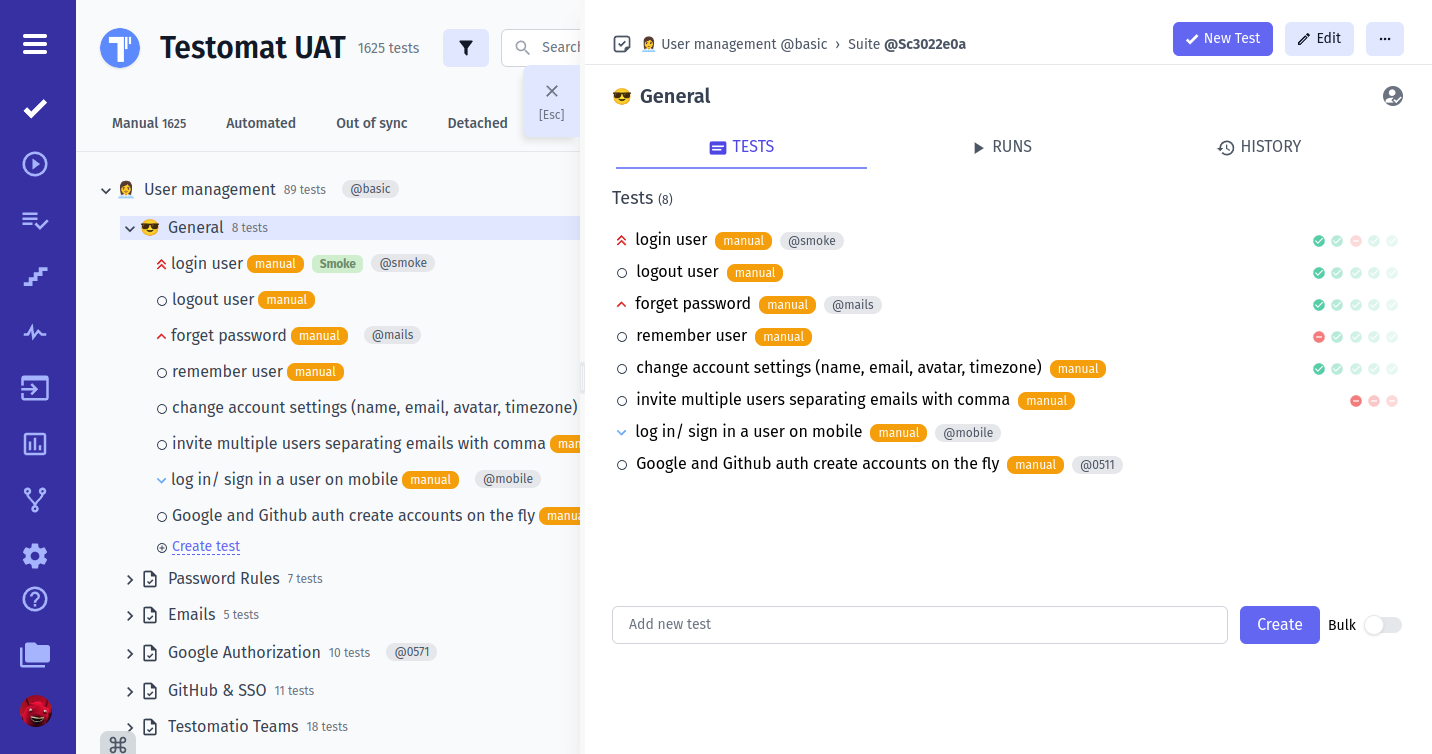 Testomat UAT 1625 tests
Search
[Esc]
Manual 1625 Automated Out of sync Detached
User management 89 tests @basic
General 8 tests
login user manual Smoke @smoke
logout user manual
forget password manual @mails
remember user manual
change account settings (name, email, avatar, timezone)
invite multiple users separating emails with comma
log in/ sign in a user on mobile manual @mobile
Google and Github auth create accounts on the fly
Create test
Password Rules 7 tests
Emails 5 tests
Google Authorization 10 tests @0571
GitHub & SSO 11 tests
Testomatio Teams 18 tests
User management @basic › Suite @Sc3022e0a
New Test
Edit
General
TESTS RUNS HISTORY
Tests (8)
login user manual @smoke
logout user manual
forget password manual @mails
remember user manual
change account settings (name, email, avatar, timezone) manual
invite multiple users separating emails with comma manual
log in/ sign in a user on mobile manual @mobile
Google and Github auth create accounts on the fly manual @0511
Add new test Create Bulk